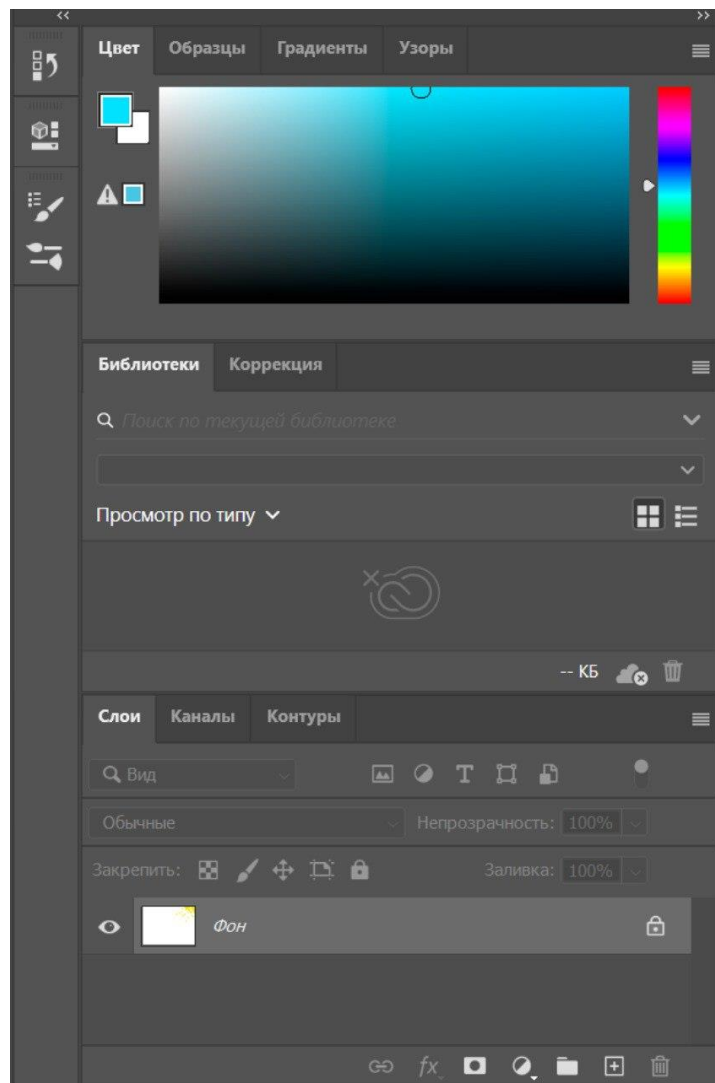 Цвет Образцы Градиенты Узоры
Библиотеки Коррекция
Поиск по текущей библиотеке
Просмотр по типу
-- КБ
Слои Каналы Контуры
Вид
Обычные Непрозрачность: 100%
Закрепить: Заливка: 100%
Фон
fx